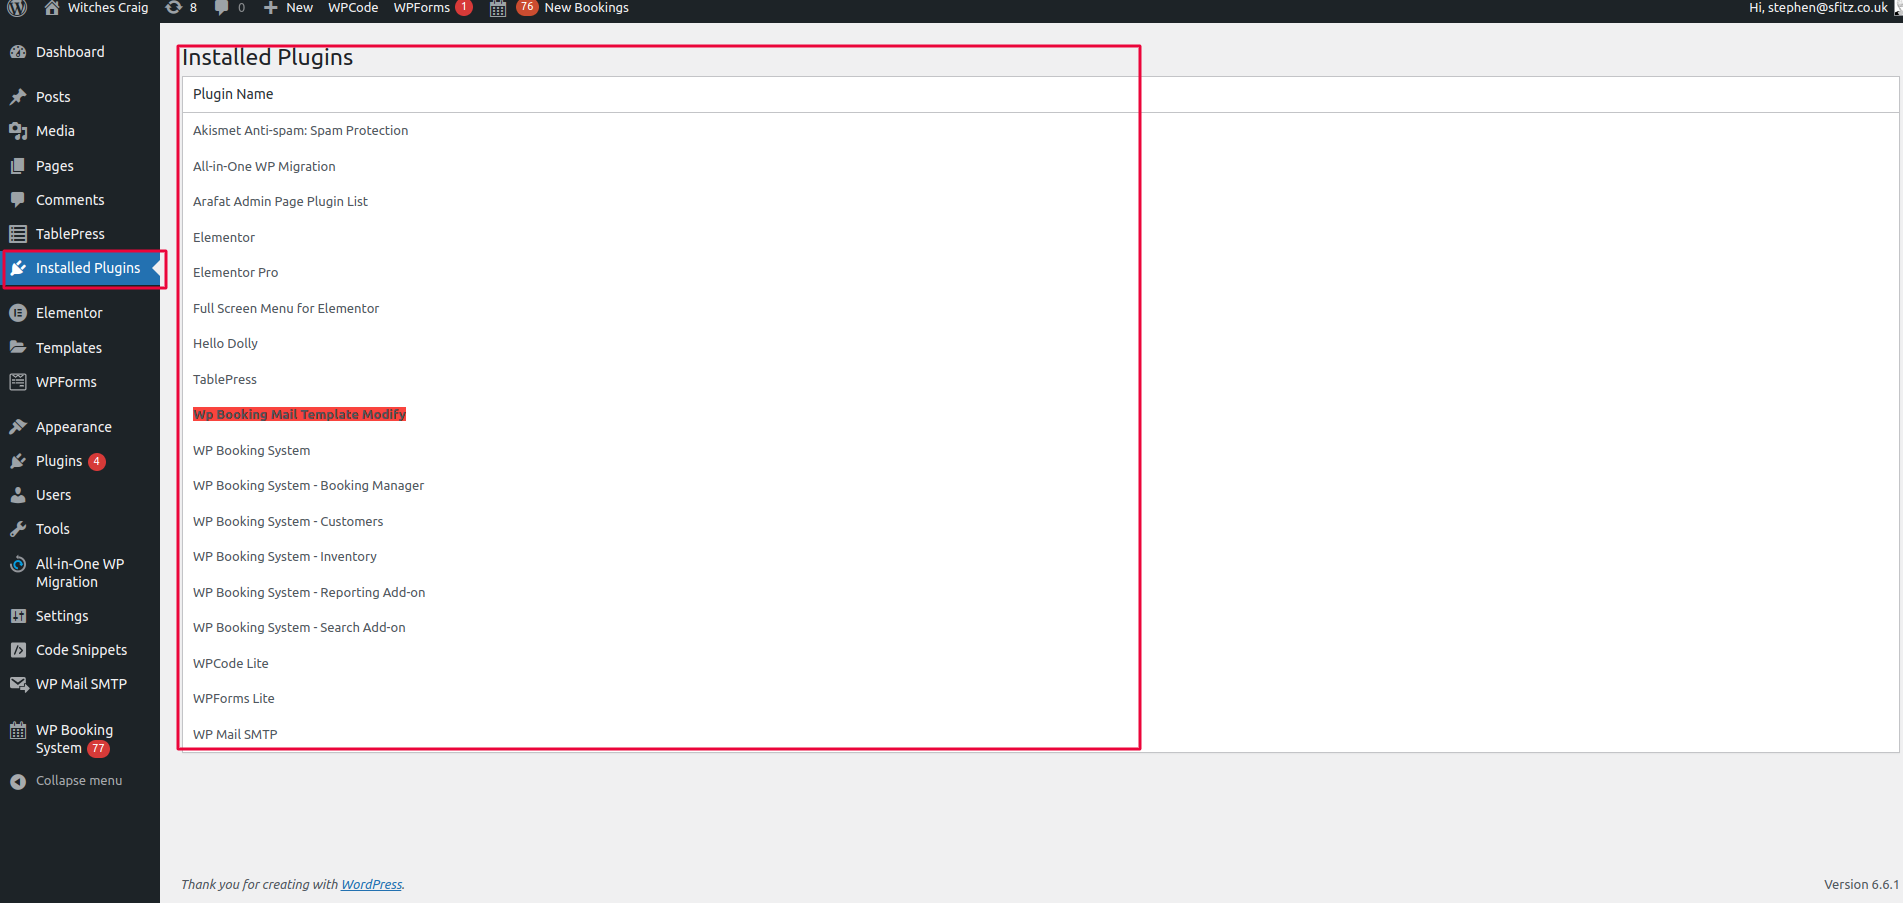 Witches Craig 8 0 New WPCode WPForms 1 76 New Bookings Hi, stephen@sfitz.co.uk
Dashboard
Posts
Media
Pages
Comments
TablePress
Installed Plugins
Elementor
Templates
WPForms
Appearance
Plugins 4
Users
Tools
All-in-One WP
Migration
Settings
Code Snippets
WP Mail SMTP
WP Booking
System 77
Collapse menu
Installed Plugins
Plugin Name
Akismet Anti-spam: Spam Protection
All-in-One WP Migration
Arafat Admin Page Plugin List
Elementor
Elementor Pro
Full Screen Menu for Elementor
Hello Dolly
TablePress
Wp Booking Mail Template Modify
WP Booking System
WP Booking System - Booking Manager
WP Booking System - Customers
WP Booking System - Inventory
WP Booking System - Reporting Add-on
WP Booking System - Search Add-on
WPCode Lite
WPForms Lite
WP Mail SMTP
Thank you for creating with WordPress.
Version 6.6.1